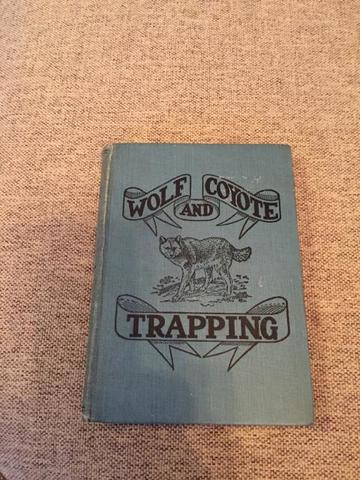 WOLF COYOTE
AND
TRAPPING